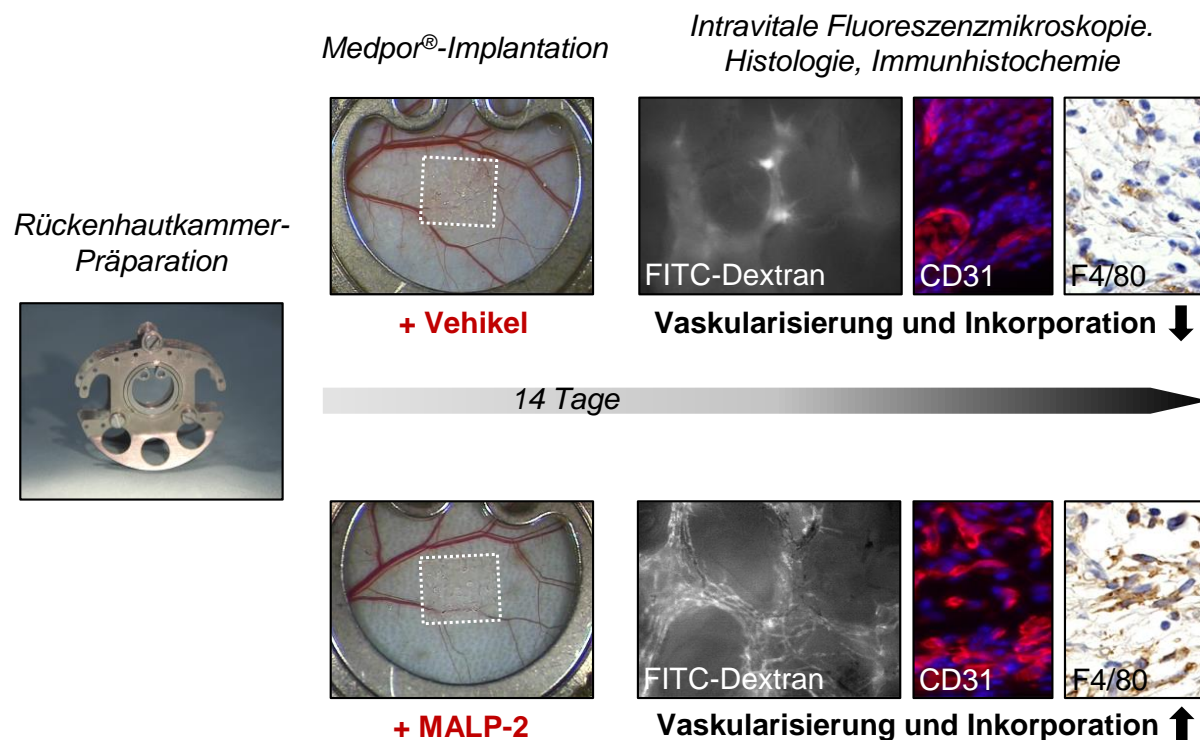 Medpor®-Implantation
Intravitale Fluoreszenzmikroskopie.
Histologie, Immunhistochemie
Rückenhautkammer-
Präparation
FITC-Dextran
CD31
F4/80
+ Vehikel
Vaskularisierung und Inkorporation
14 Tage
FITC-Dextran
CD31
F4/80
+ MALP-2
Vaskularisierung und Inkorporation